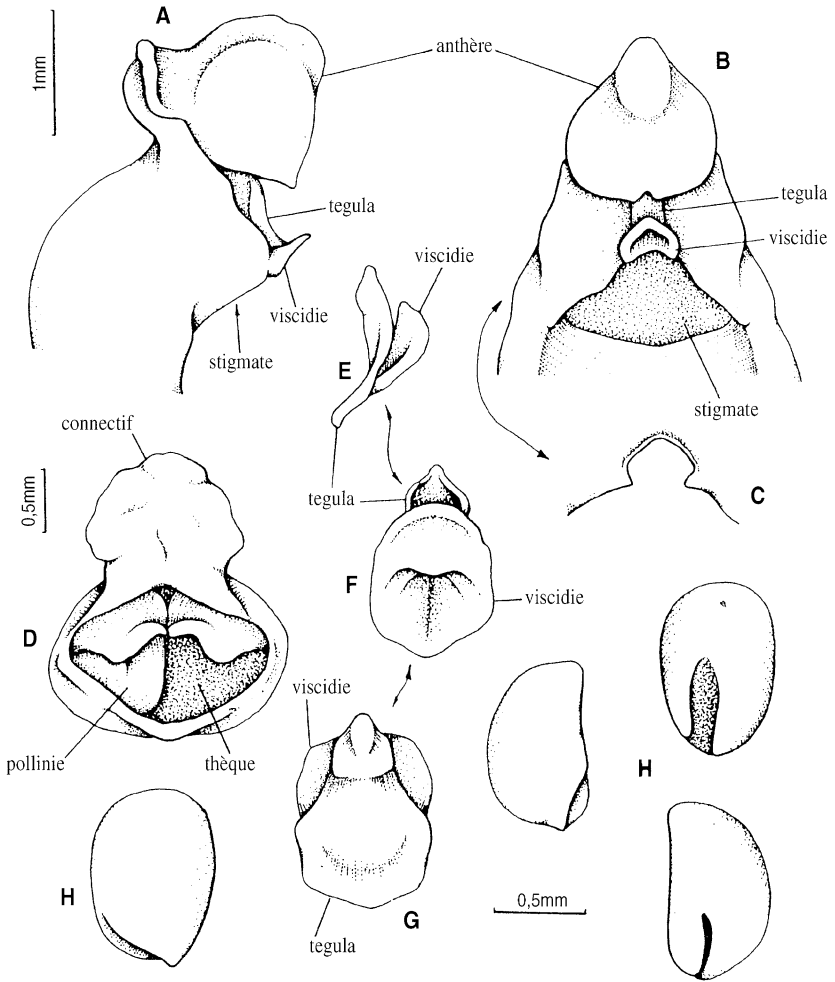 A
1mm
anthère
B
tegula
viscidie
tegula
viscidie
viscidie
stigmate
E
stigmate
connectif
0,5mm
tegula
C
F
viscidie
D
viscidie
pollinie
thèque
H
H
0,5mm
G
tegula